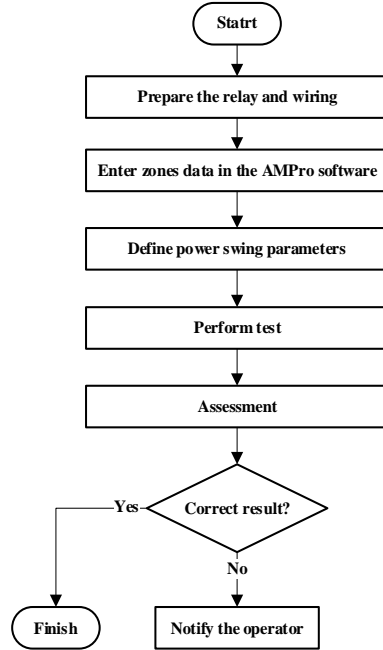 Statrt
Prepare the relay and wiring
Enter zones data in the AMPro software
Define power swing parameters
Perform test
Assessment
Correct result?
Yes
No
Finish
Notify the operator